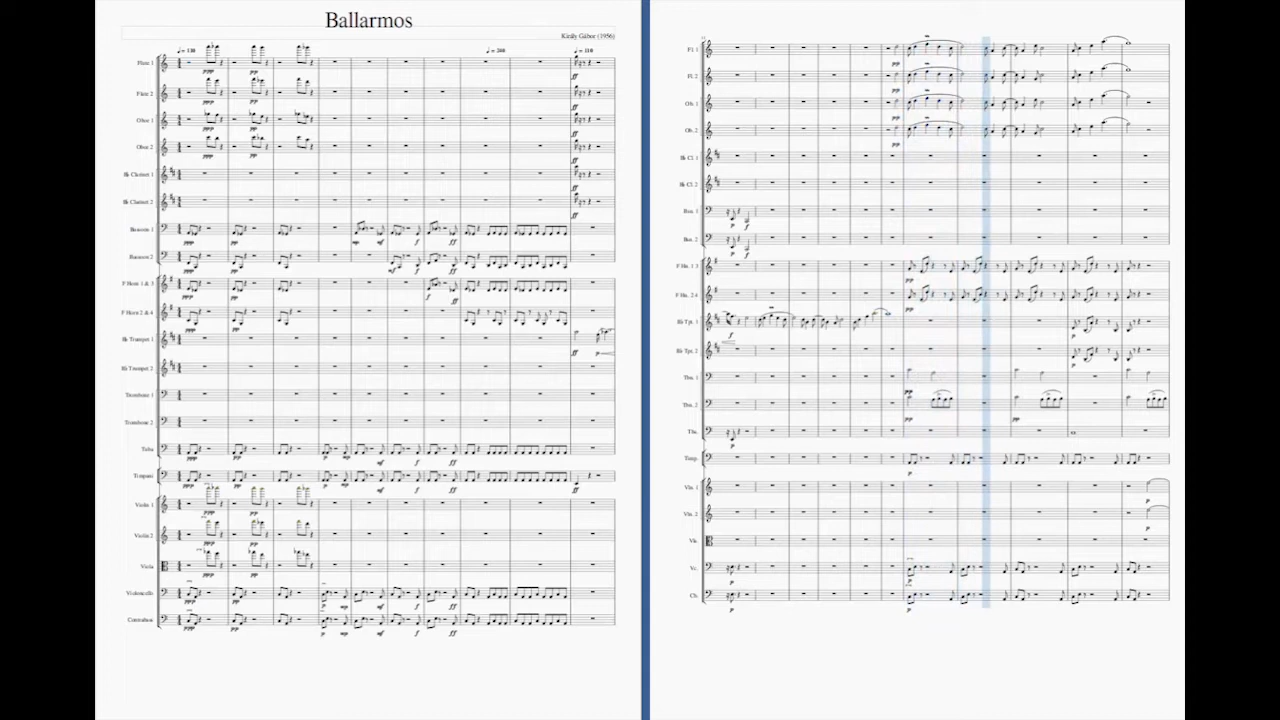 Ballarmos
Király Gábor (1956)
♩ = 130
♩ = 240
♩ = 110
Flute 1
Flute 2
Oboe 1
Oboe 2
B♭ Clarinet 1
B♭ Clarinet 2
Bassoon 1
Bassoon 2
F Horn 1 & 3
F Horn 2 & 4
B♭ Trumpet 1
B♭ Trumpet 2
Trombone 1
Trombone 2
Tuba
Timpani
Violin 1
Violin 2
Viola
Violoncello
Contrabass
Fl. 1
Fl. 2
Ob. 1
Ob. 2
B♭ Cl. 1
B♭ Cl. 2
Bsn. 1
Bsn. 2
F Hn. 1 3
F Hn. 2 4
B♭ Tpt. 1
B♭ Tpt. 2
Tbn. 1
Tbn. 2
Tba.
Timp.
Vln. 1
Vln. 2
Vla.
Vc.
Cb.